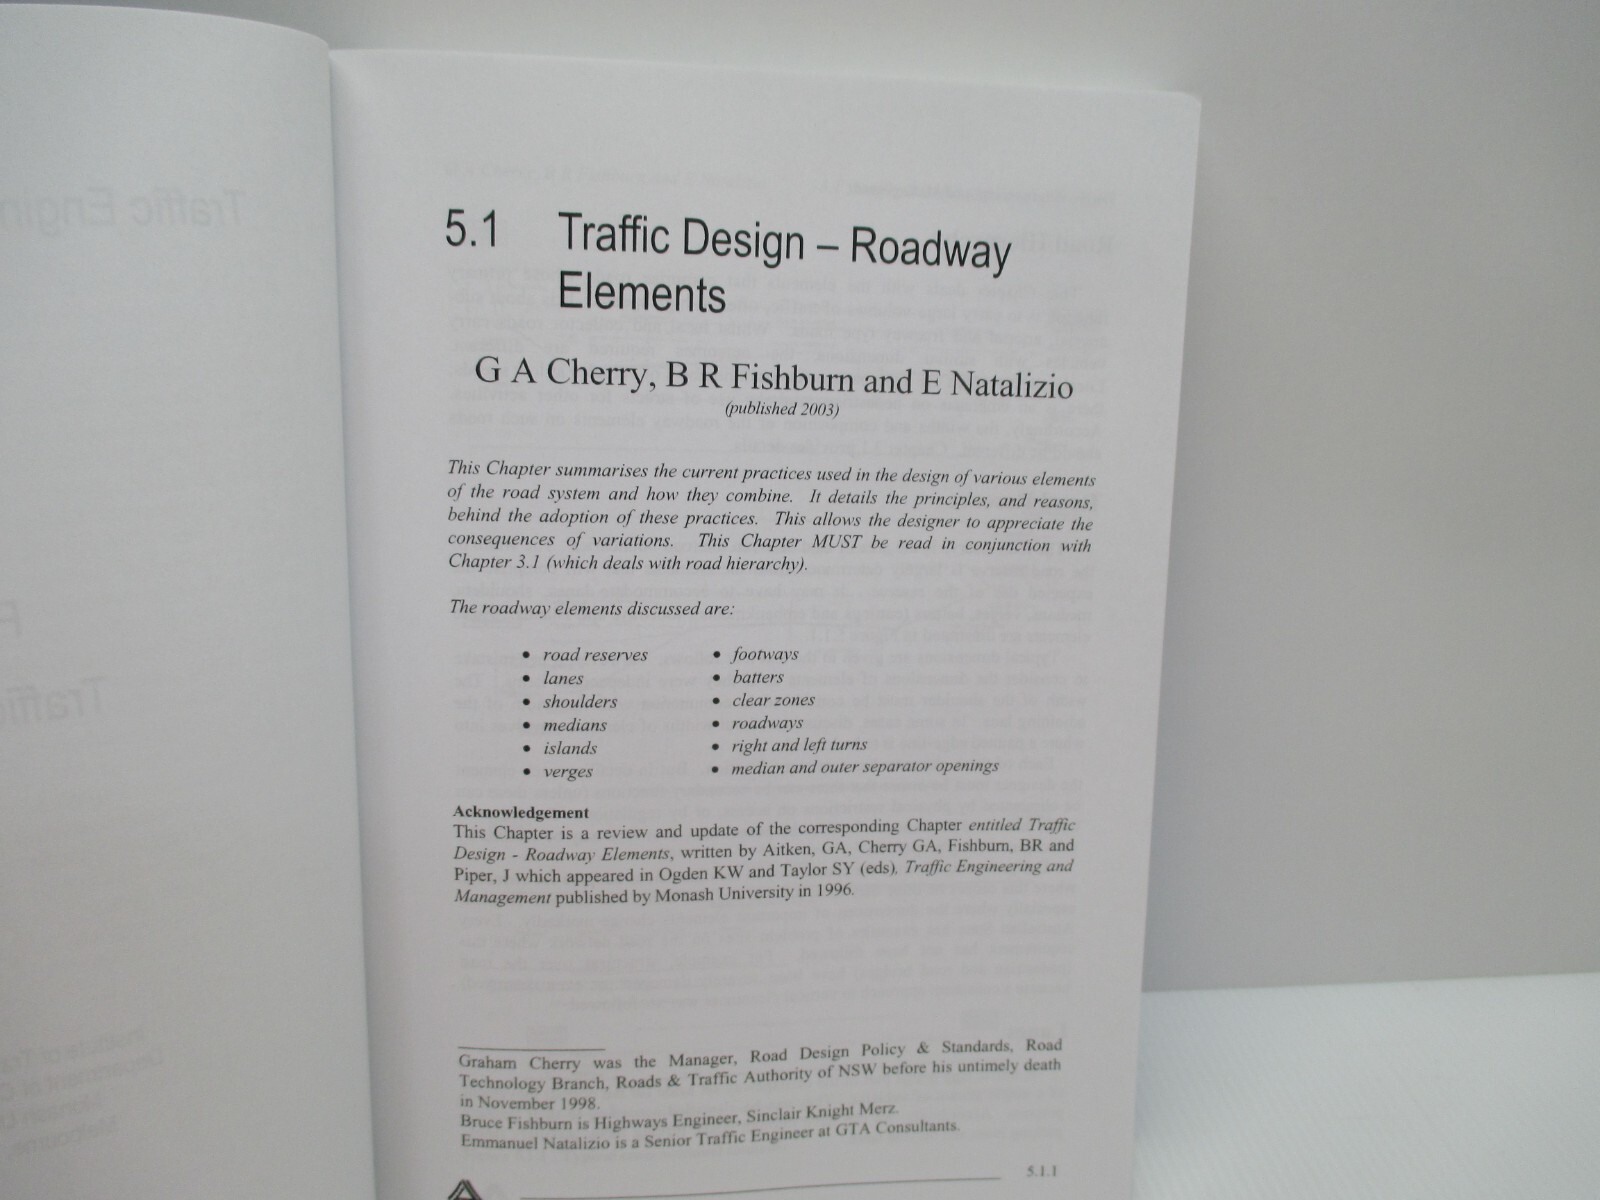 5.1 Traffic Design – Roadway
Elements
G A Cherry, B R Fishburn and E Natalizio
(published 2003)
This Chapter summarises the current practices used in the design of various elements
of the road system and how they combine. It details the principles, and reasons,
behind the adoption of these practices. This allows the designer to appreciate the
consequences of variations. This Chapter MUST be read in conjunction with
Chapter 3.1 (which deals with road hierarchy).
The roadway elements discussed are:
• road reserves
• lanes
• shoulders
• medians
• islands
• verges
• footways
• batters
• clear zones
• roadways
• right and left turns
• median and outer separator openings
Acknowledgement
This Chapter is a review and update of the corresponding Chapter entitled Traffic
Design - Roadway Elements, written by Aitken, GA, Cherry GA, Fishburn, BR and
Piper, J which appeared in Ogden KW and Taylor SY (eds), Traffic Engineering and
Management published by Monash University in 1996.
Graham Cherry was the Manager, Road Design Policy & Standards, Road
Technology Branch, Roads & Traffic Authority of NSW before his untimely death
in November 1998.
Bruce Fishburn is Highways Engineer, Sinclair Knight Merz.
Emmanuel Natalizio is a Senior Traffic Engineer at GTA Consultants.
5.1.1